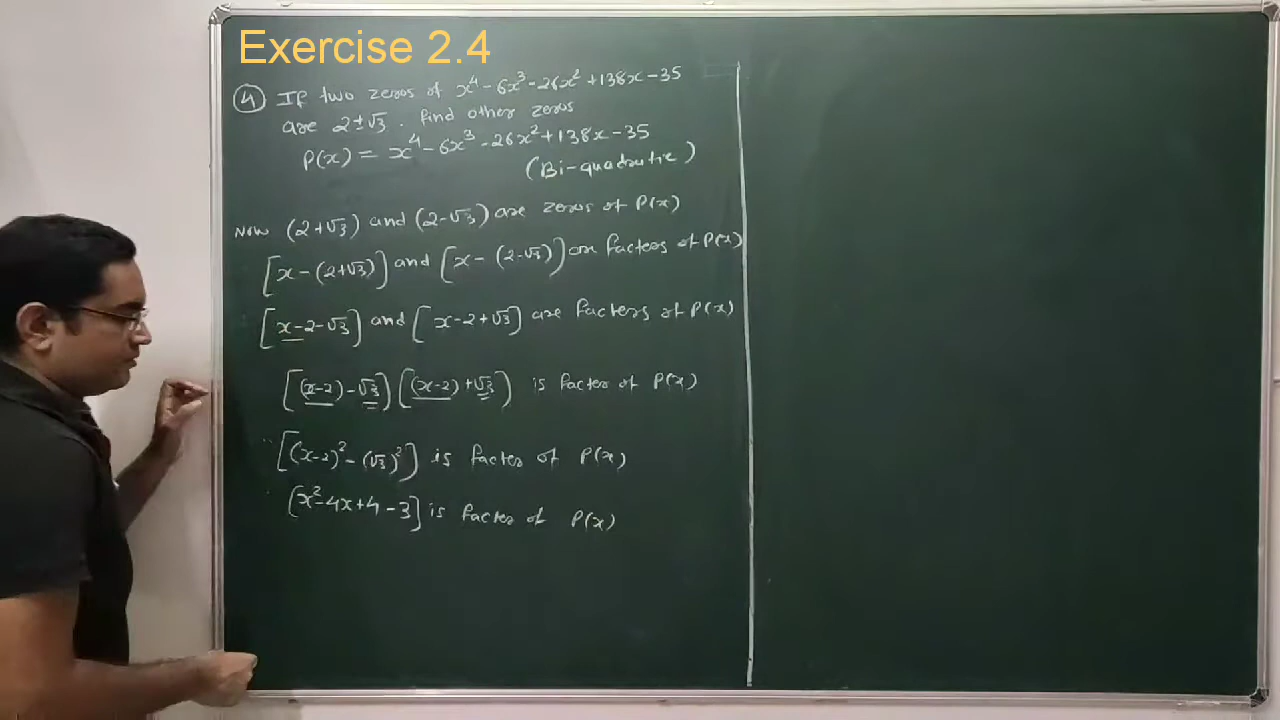 Exercise 2.4
④ If two zeros of x⁴ - 6x³ - 26x² + 138x - 35
are 2±√3. find other zeros
P(x) = x⁴ - 6x³ - 26x² + 138x - 35
(Bi-quadratic)
Now (2+√3) and (2-√3) are zeros of P(x)
[x - (2+√3)] and [x - (2-√3)] are factors of P(x)
[x-2-√3] and [x-2+√3] are factors of P(x)
[(x-2) - √3] [(x-2) + √3] is factor of P(x)
[(x-2)² - (√3)²] is factor of P(x)
[x² - 4x + 4 - 3] is factor of P(x)